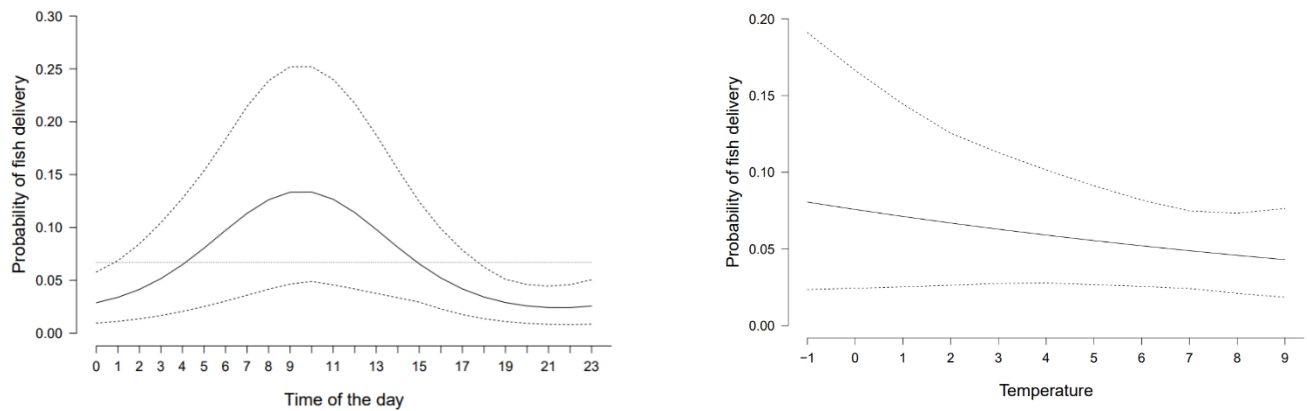 Probability of fish delivery
0.30
0.25
0.20
0.15
0.10
0.05
0.00
0 1 2 3 4 5 6 7 8 9 11 13 15 17 19 21 23
Time of the day
Probability of fish delivery
0.20
0.15
0.10
0.05
0.00
−1 0 1 2 3 4 5 6 7 8 9
Temperature